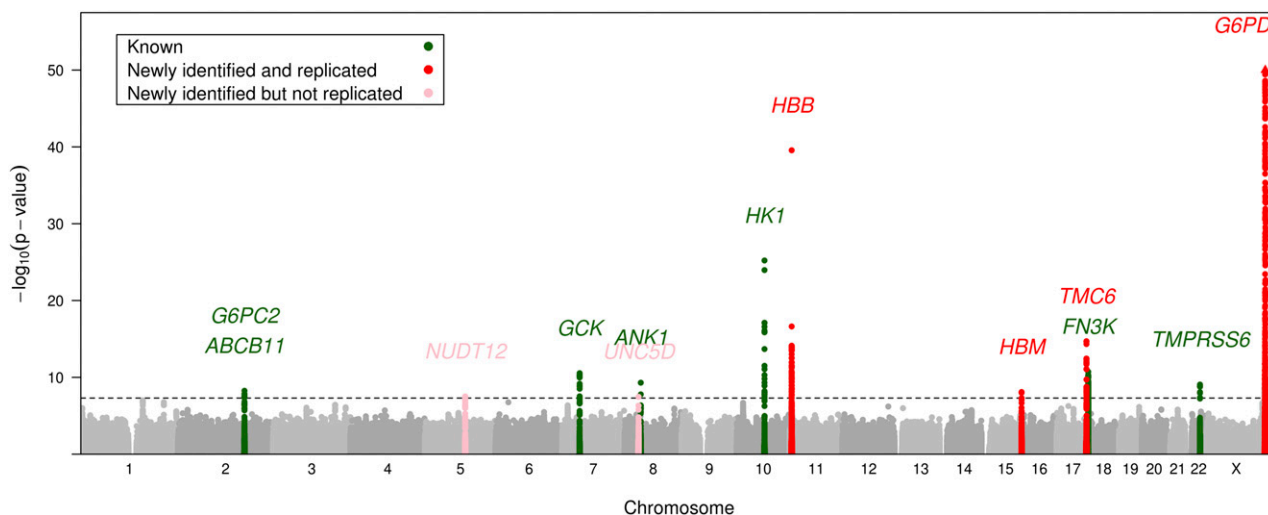 G6PD
Known
Newly identified and replicated
Newly identified but not replicated
HBB
HK1
G6PC2
ABCB11
TMC6
FN3K
GCK
ANK1
NUDT12
UNC5D
HBM
TMPRSS6
50
40
30
20
10
−log10(p−value)
1 2 3 4 5 6 7 8 9 10 11 12 13 14 15 16 17 18 19 20 21 22 X
Chromosome